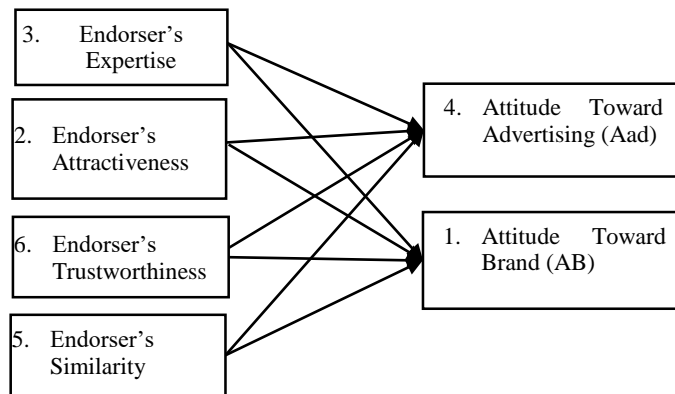 3. Endorser's
Expertise
2. Endorser's
Attractiveness
6. Endorser's
Trustworthiness
5. Endorser's
Similarity
4. Attitude Toward
Advertising (Aad)
1. Attitude Toward
Brand (AB)